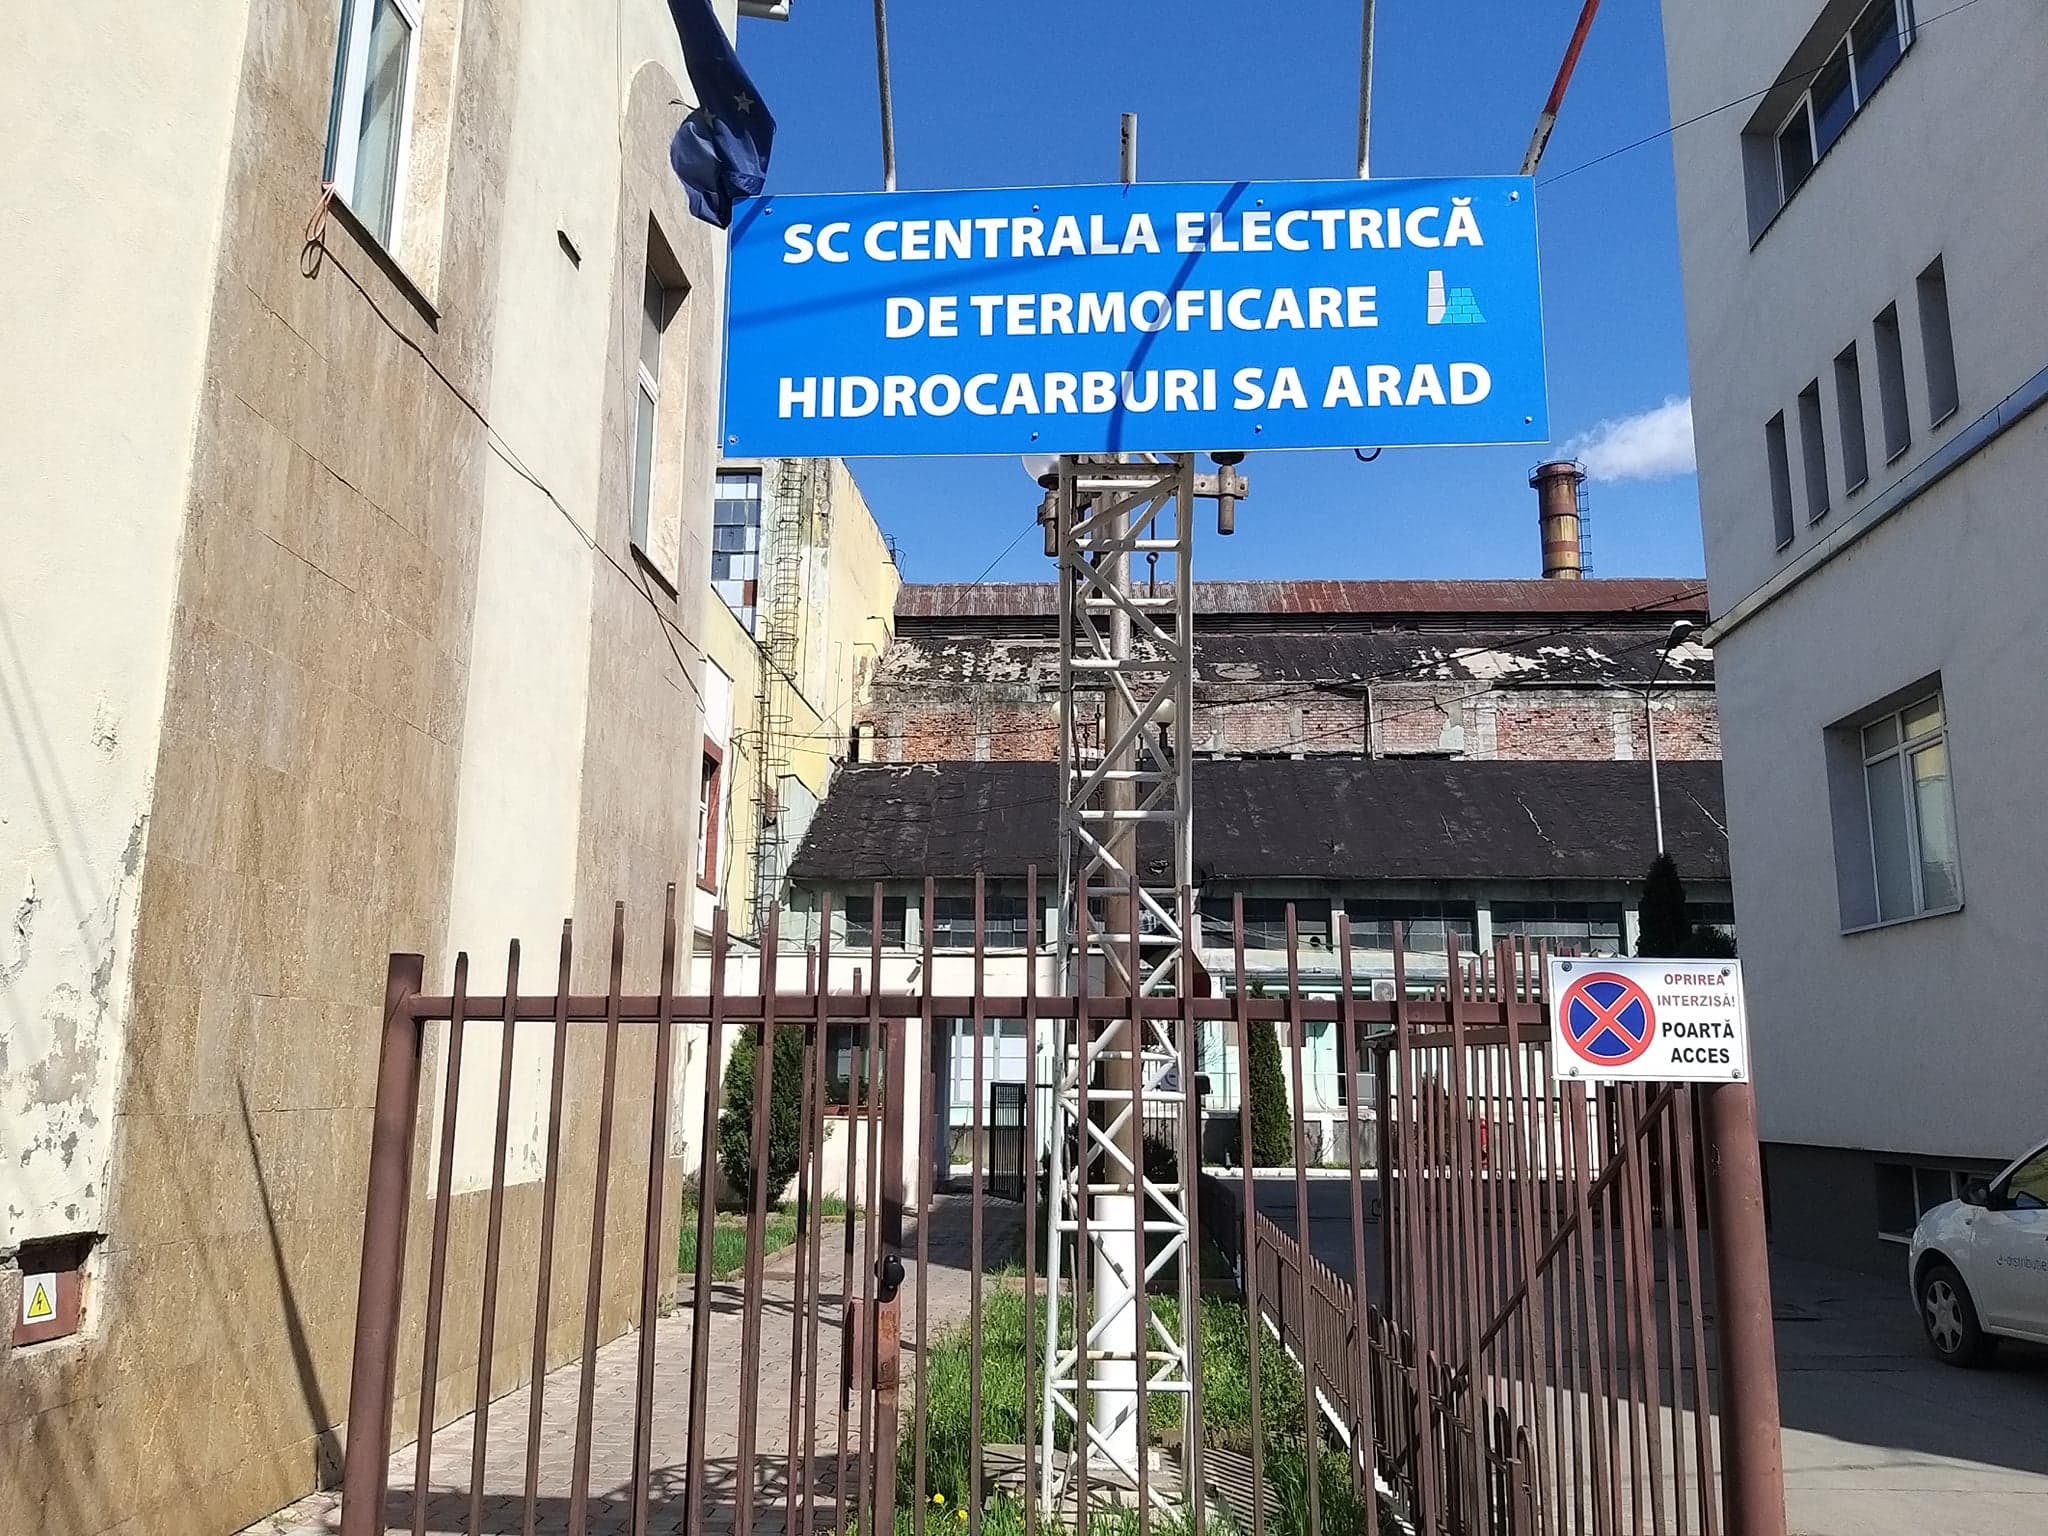 SC CENTRALA ELECTRICĂ
DE TERMOFICARE
HIDROCARBURI SA ARAD
OPRIREA
INTERZISĂ!
POARTĂ
ACCES